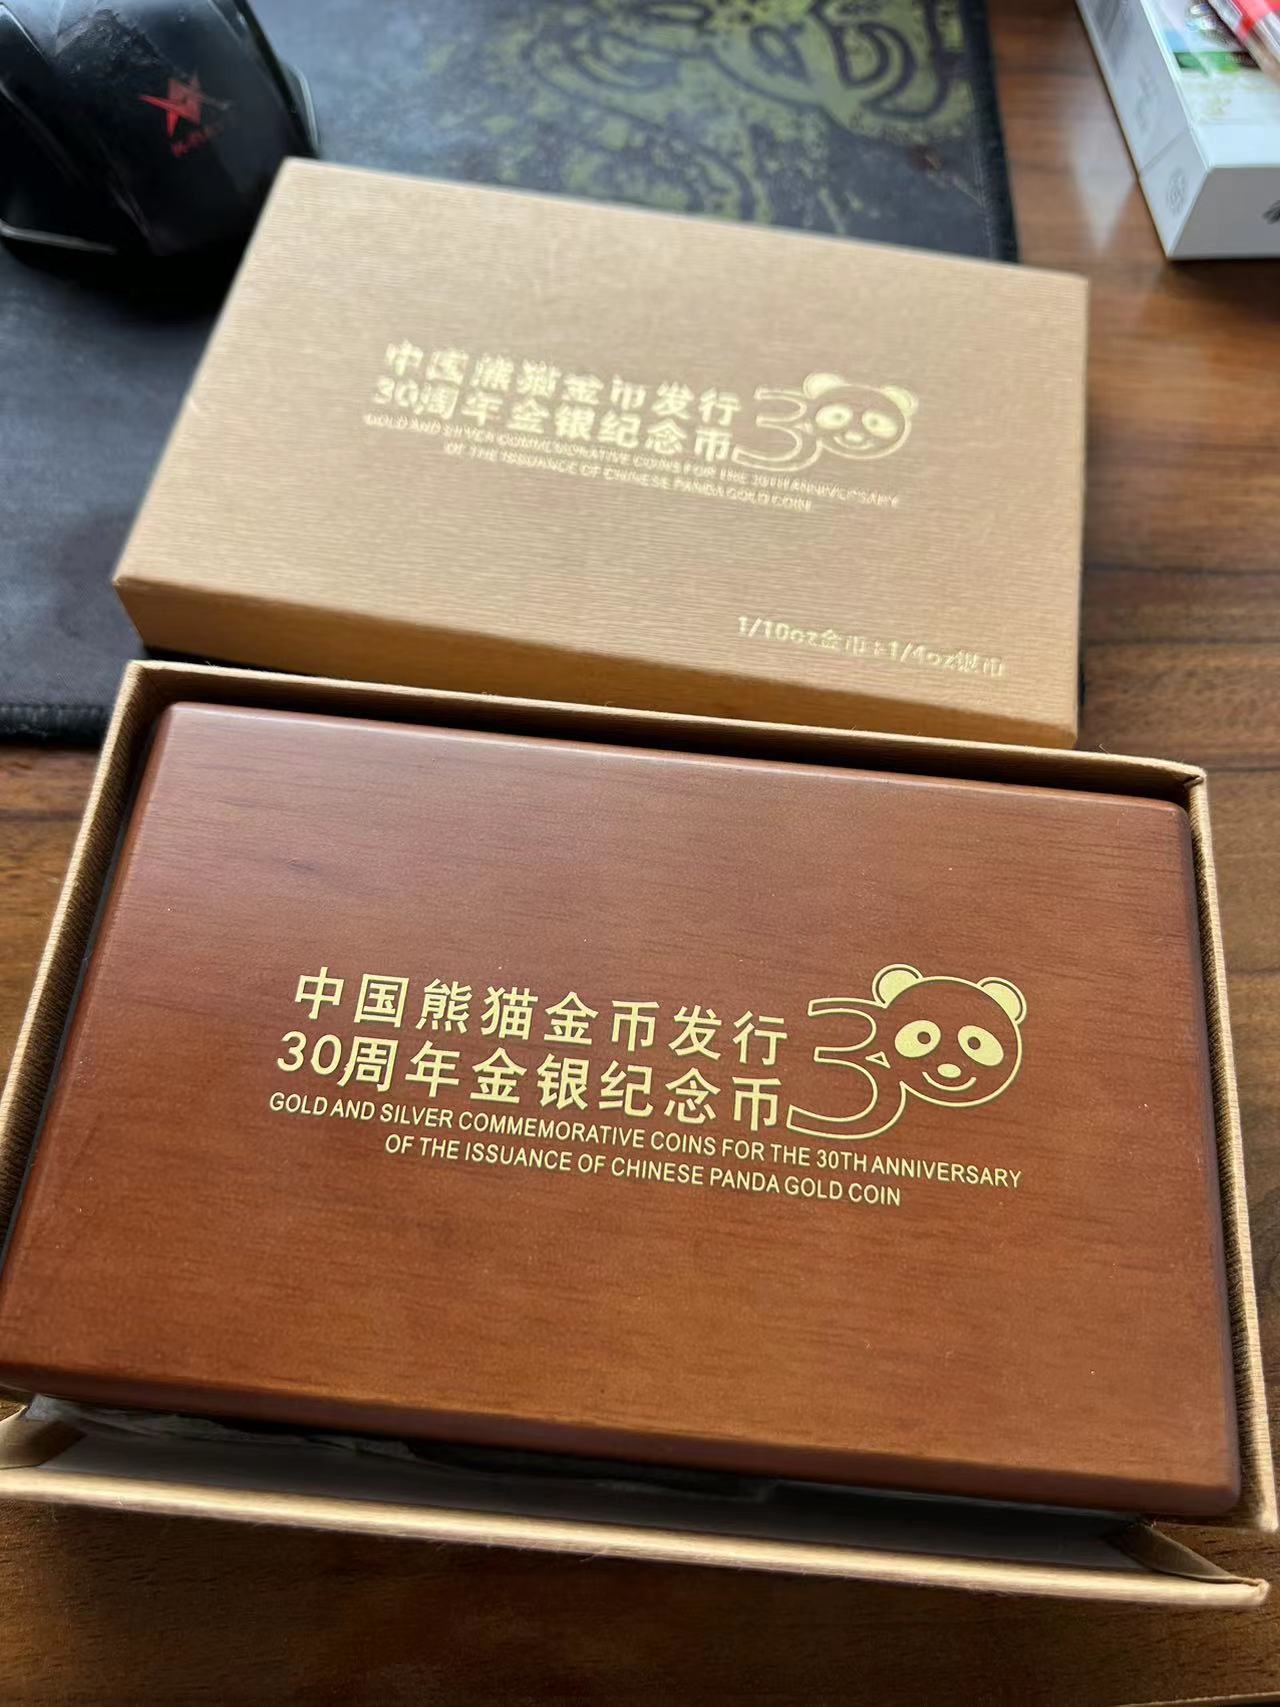 中国熊猫金币发行
30周年金银纪念币
GOLD AND SILVER COMMEMORATIVE COINS FOR THE 30TH ANNIVERSARY
OF THE ISSUANCE OF CHINESE PANDA GOLD COIN
1/10oz金币+1/4oz银币
中国熊猫金币发行
30周年金银纪念币
30
GOLD AND SILVER COMMEMORATIVE COINS FOR THE 30TH ANNIVERSARY
OF THE ISSUANCE OF CHINESE PANDA GOLD COIN